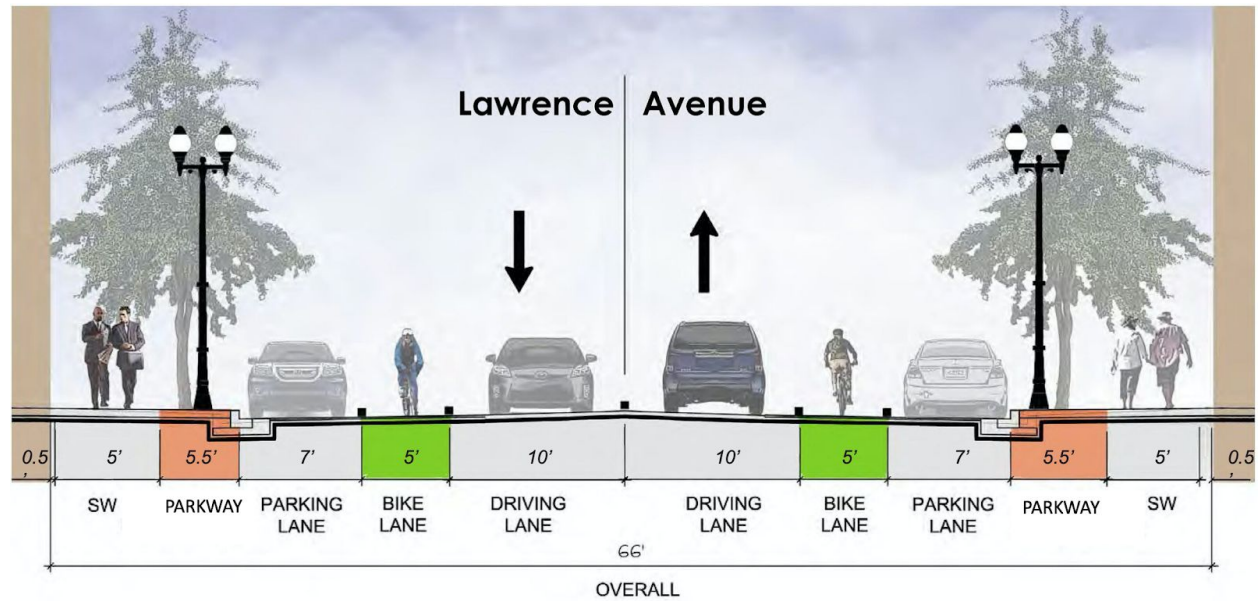 Lawrence Avenue
0.5' 5' 5.5' 7' 5' 10' 10' 5' 7' 5.5' 5' 0.5'
SW PARKWAY PARKING LANE BIKE LANE DRIVING LANE DRIVING LANE BIKE LANE PARKING LANE PARKWAY SW
66'
OVERALL